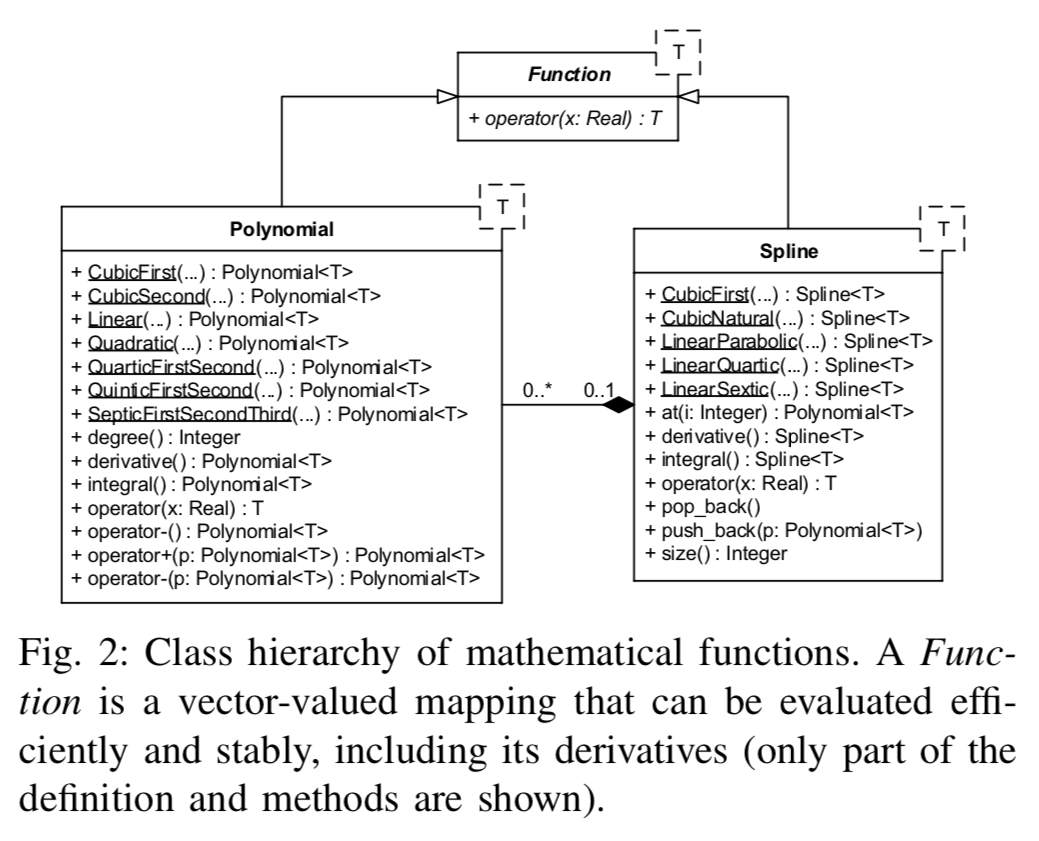 T
Function
+ operator(x: Real) : T
T
Polynomial
+ CubicFirst(...) : Polynomial<T>
+ CubicSecond(...) : Polynomial<T>
+ Linear(...) : Polynomial<T>
+ Quadratic(...) : Polynomial<T>
+ QuarticFirstSecond(...) : Polynomial<T>
+ QuinticFirstSecond(...) : Polynomial<T>
+ SepticFirstSecondThird(...) : Polynomial<T>
+ degree() : Integer
+ derivative() : Polynomial<T>
+ integral() : Polynomial<T>
+ operator(x: Real) : T
+ operator-() : Polynomial<T>
+ operator+(p: Polynomial<T>) : Polynomial<T>
+ operator-(p: Polynomial<T>) : Polynomial<T>
0..* 0..1
T
Spline
+ CubicFirst(...) : Spline<T>
+ CubicNatural(...) : Spline<T>
+ LinearParabolic(...) : Spline<T>
+ LinearQuartic(...) : Spline<T>
+ LinearSextic(...) : Spline<T>
+ at(i: Integer) : Polynomial<T>
+ derivative() : Spline<T>
+ integral() : Spline<T>
+ operator(x: Real) : T
+ pop_back()
+ push_back(p: Polynomial<T>)
+ size() : Integer
Fig. 2: Class hierarchy of mathematical functions. A Func-
tion is a vector-valued mapping that can be evaluated effi-
ciently and stably, including its derivatives (only part of the
definition and methods are shown).